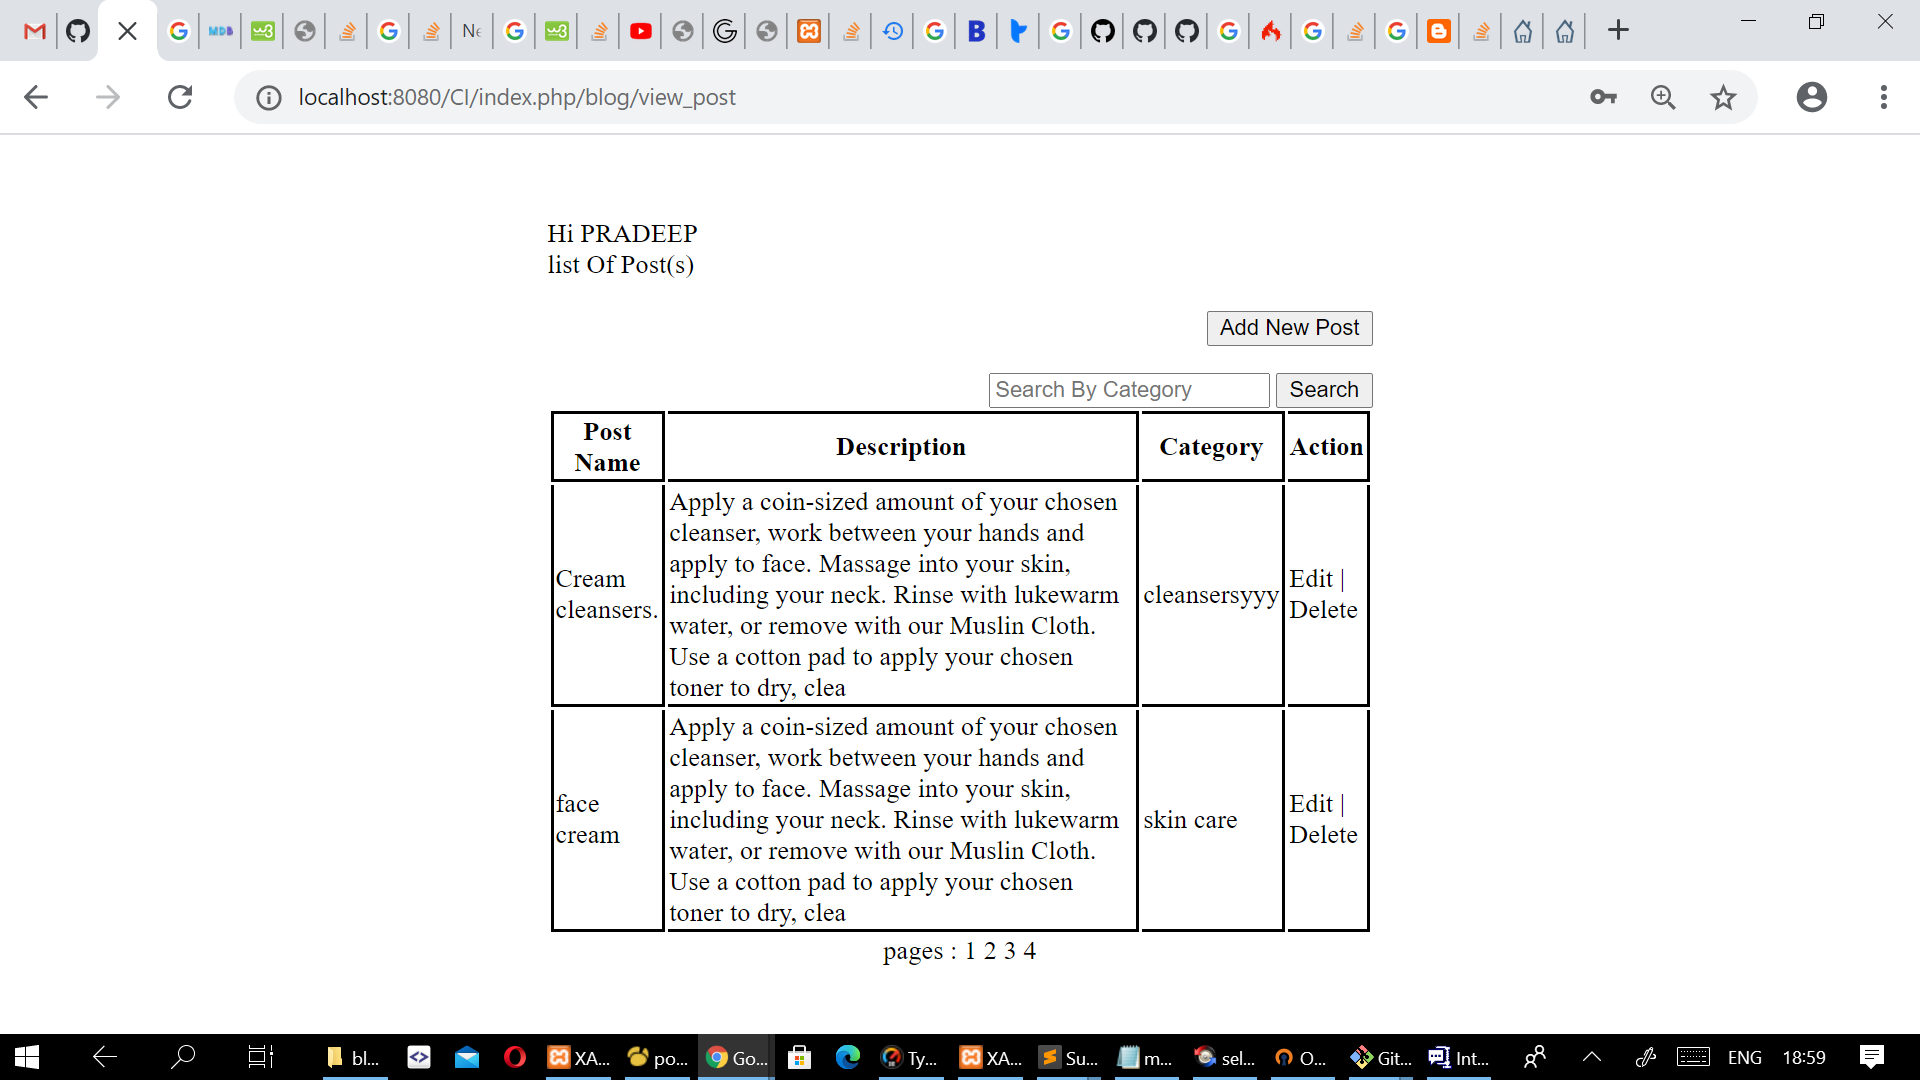 localhost:8080/CI/index.php/blog/view_post
Hi PRADEEP
list Of Post(s)
Add New Post
Search By Category Search
Post Name Description Category Action
Cream
cleansers.
Apply a coin-sized amount of your chosen
cleanser, work between your hands and
apply to face. Massage into your skin,
including your neck. Rinse with lukewarm
water, or remove with our Muslin Cloth.
Use a cotton pad to apply your chosen
toner to dry, clea
cleansersyyy
Edit |
Delete
face
cream
Apply a coin-sized amount of your chosen
cleanser, work between your hands and
apply to face. Massage into your skin,
including your neck. Rinse with lukewarm
water, or remove with our Muslin Cloth.
Use a cotton pad to apply your chosen
toner to dry, clea
skin care
Edit |
Delete
pages : 1 2 3 4
bl... XA... po... Go... Ty... XA... Su... m... sel... O... Git... Int... ENG 18:59